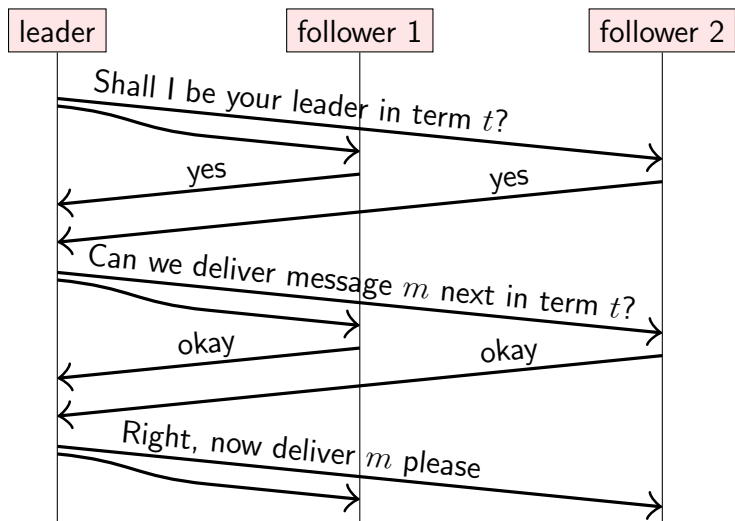 leader
follower 1
follower 2
Shall I be your leader in term t?
yes
yes
Can we deliver message m next in term t?
okay
okay
Right, now deliver m please